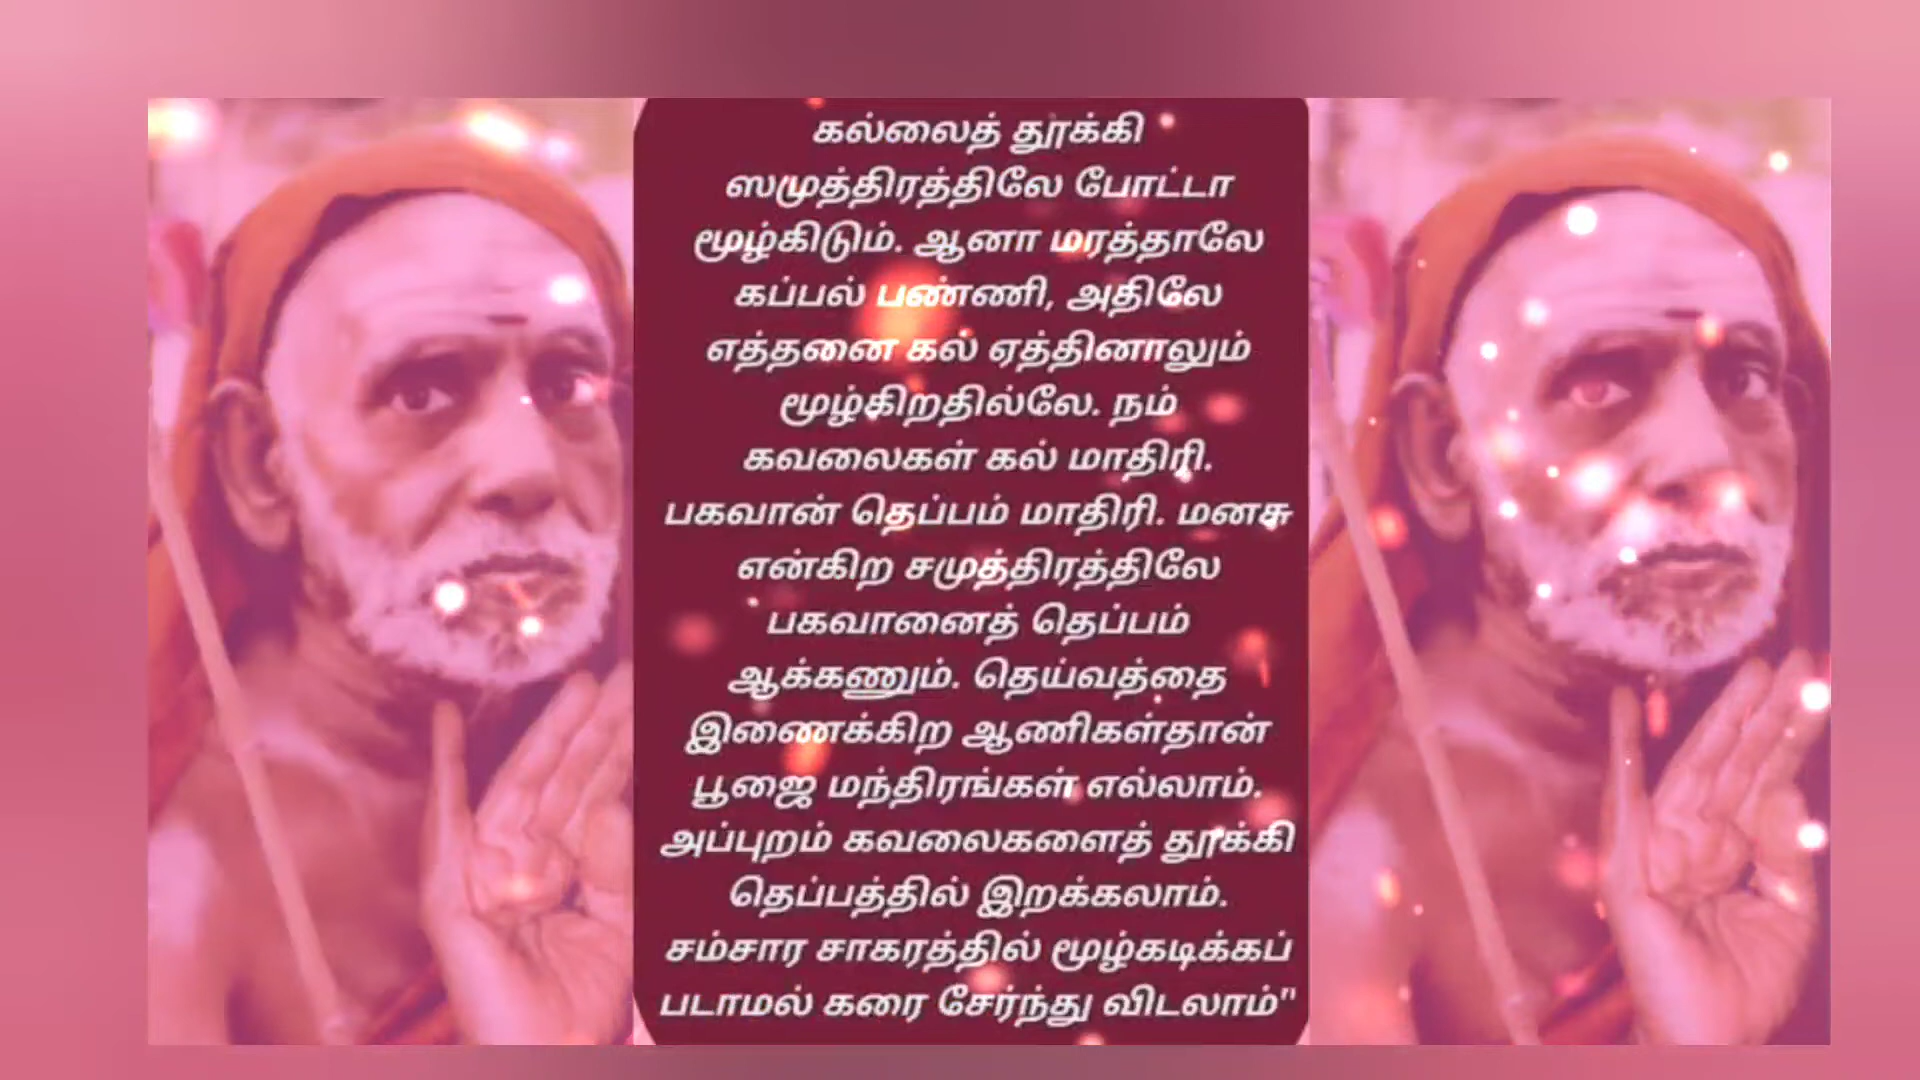 கல்லைத் தூக்கி
ஸமுத்திரத்திலே போட்டா
மூழ்கிடும். ஆனா மரத்தாலே
கப்பல் பண்ணி, அதிலே
எத்தனை கல் ஏத்தினாலும்
மூழ்கிறதில்லே. நம்
கவலைகள் கல் மாதிரி.
பகவான் தெப்பம் மாதிரி. மனசு
என்கிற சமுத்திரத்திலே
பகவானைத் தெப்பம்
ஆக்கணும். தெய்வத்தை
இணைக்கிற ஆணிகள்தான்
பூஜை மந்திரங்கள் எல்லாம்.
அப்புறம் கவலைகளைத் தூக்கி
தெப்பத்தில் இறக்கலாம்.
சம்சார சாகரத்தில் மூழ்கடிக்கப்
படாமல் கரை சேர்ந்து விடலாம்"